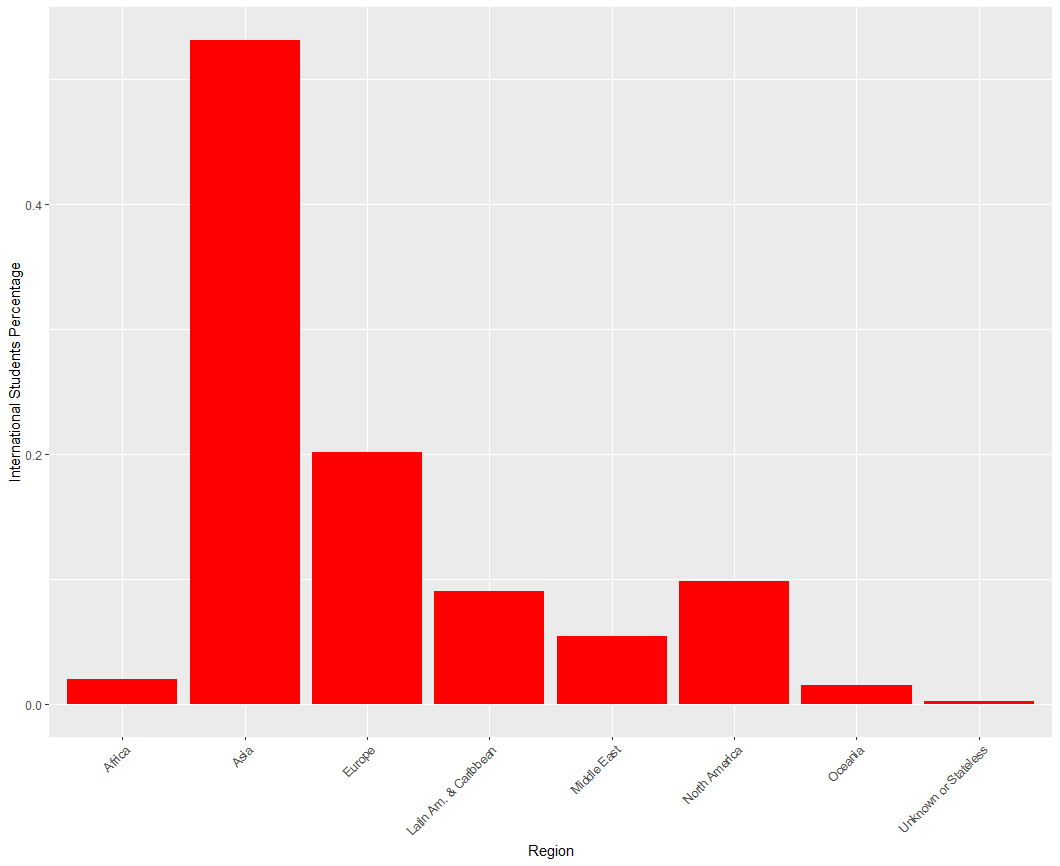 International Students Percentage
0.4
0.2
0.0
Africa
Asia
Europe
Latin Am. & Caribbean
Middle East
North America
Oceania
Unknown or Stateless
Region